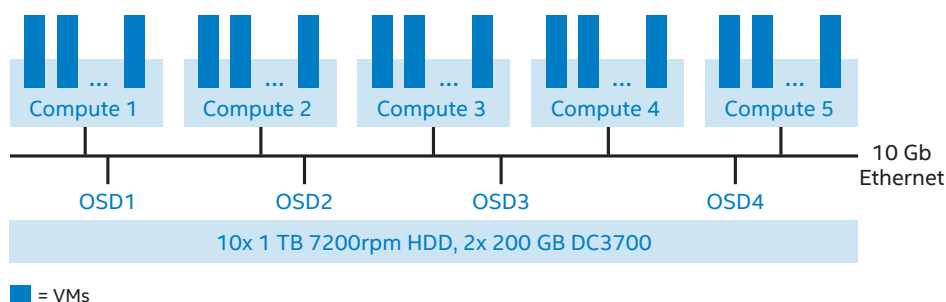 ... ... ... ... ...
Compute 1 Compute 2 Compute 3 Compute 4 Compute 5
10 Gb
Ethernet
OSD1 OSD2 OSD3 OSD4
10x 1 TB 7200rpm HDD, 2x 200 GB DC3700
= VMs